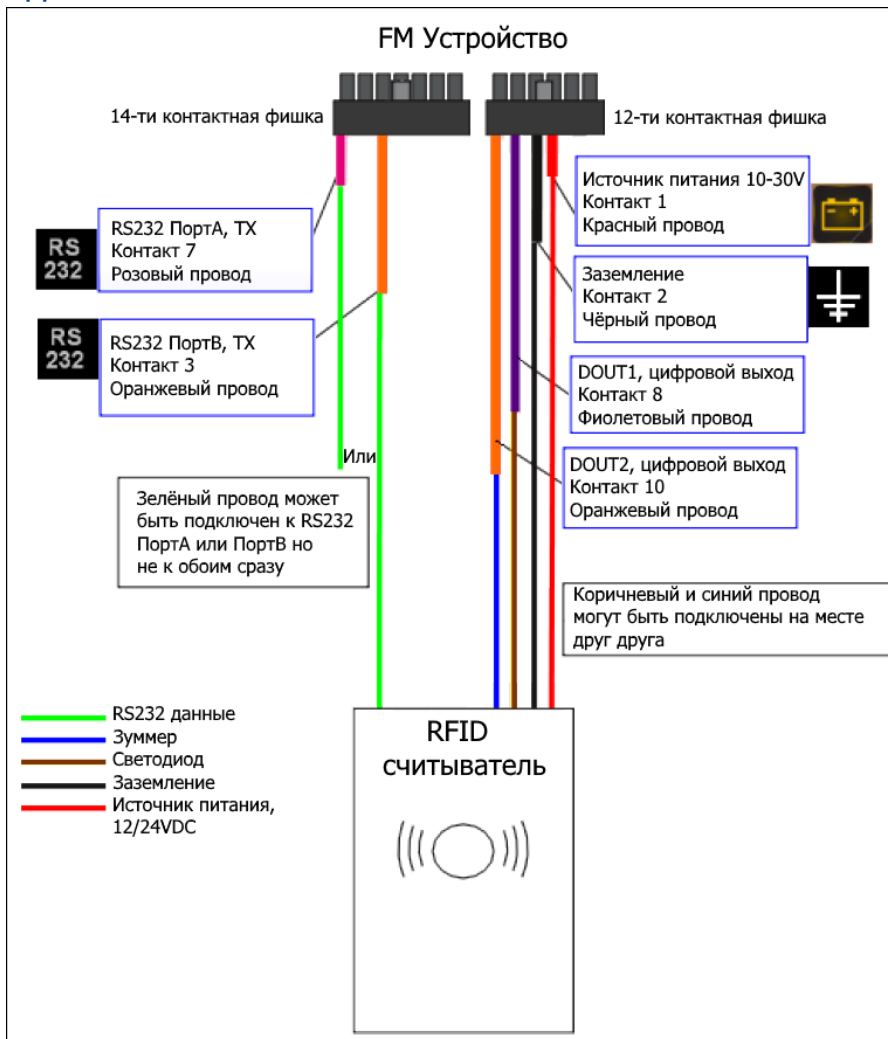 FM Устройство
14-ти контактная фишка
12-ти контактная фишка
RS
232
RS232 ПортА, TX
Контакт 7
Розовый провод
RS
232
RS232 ПортВ, TX
Контакт 3
Оранжевый провод
Источник питания 10-30V
Контакт 1
Красный провод
Заземление
Контакт 2
Чёрный провод
DOUT1, цифровой выход
Контакт 8
Фиолетовый провод
DOUT2, цифровой выход
Контакт 10
Оранжевый провод
Или
Зелёный провод может
быть подключен к RS232
ПортА или ПортВ но
не к обоим сразу
Коричневый и синий провод
могут быть подключены на месте
друг друга
RS232 данные
Зуммер
Светодиод
Заземление
Источник питания,
12/24VDC
RFID
считыватель